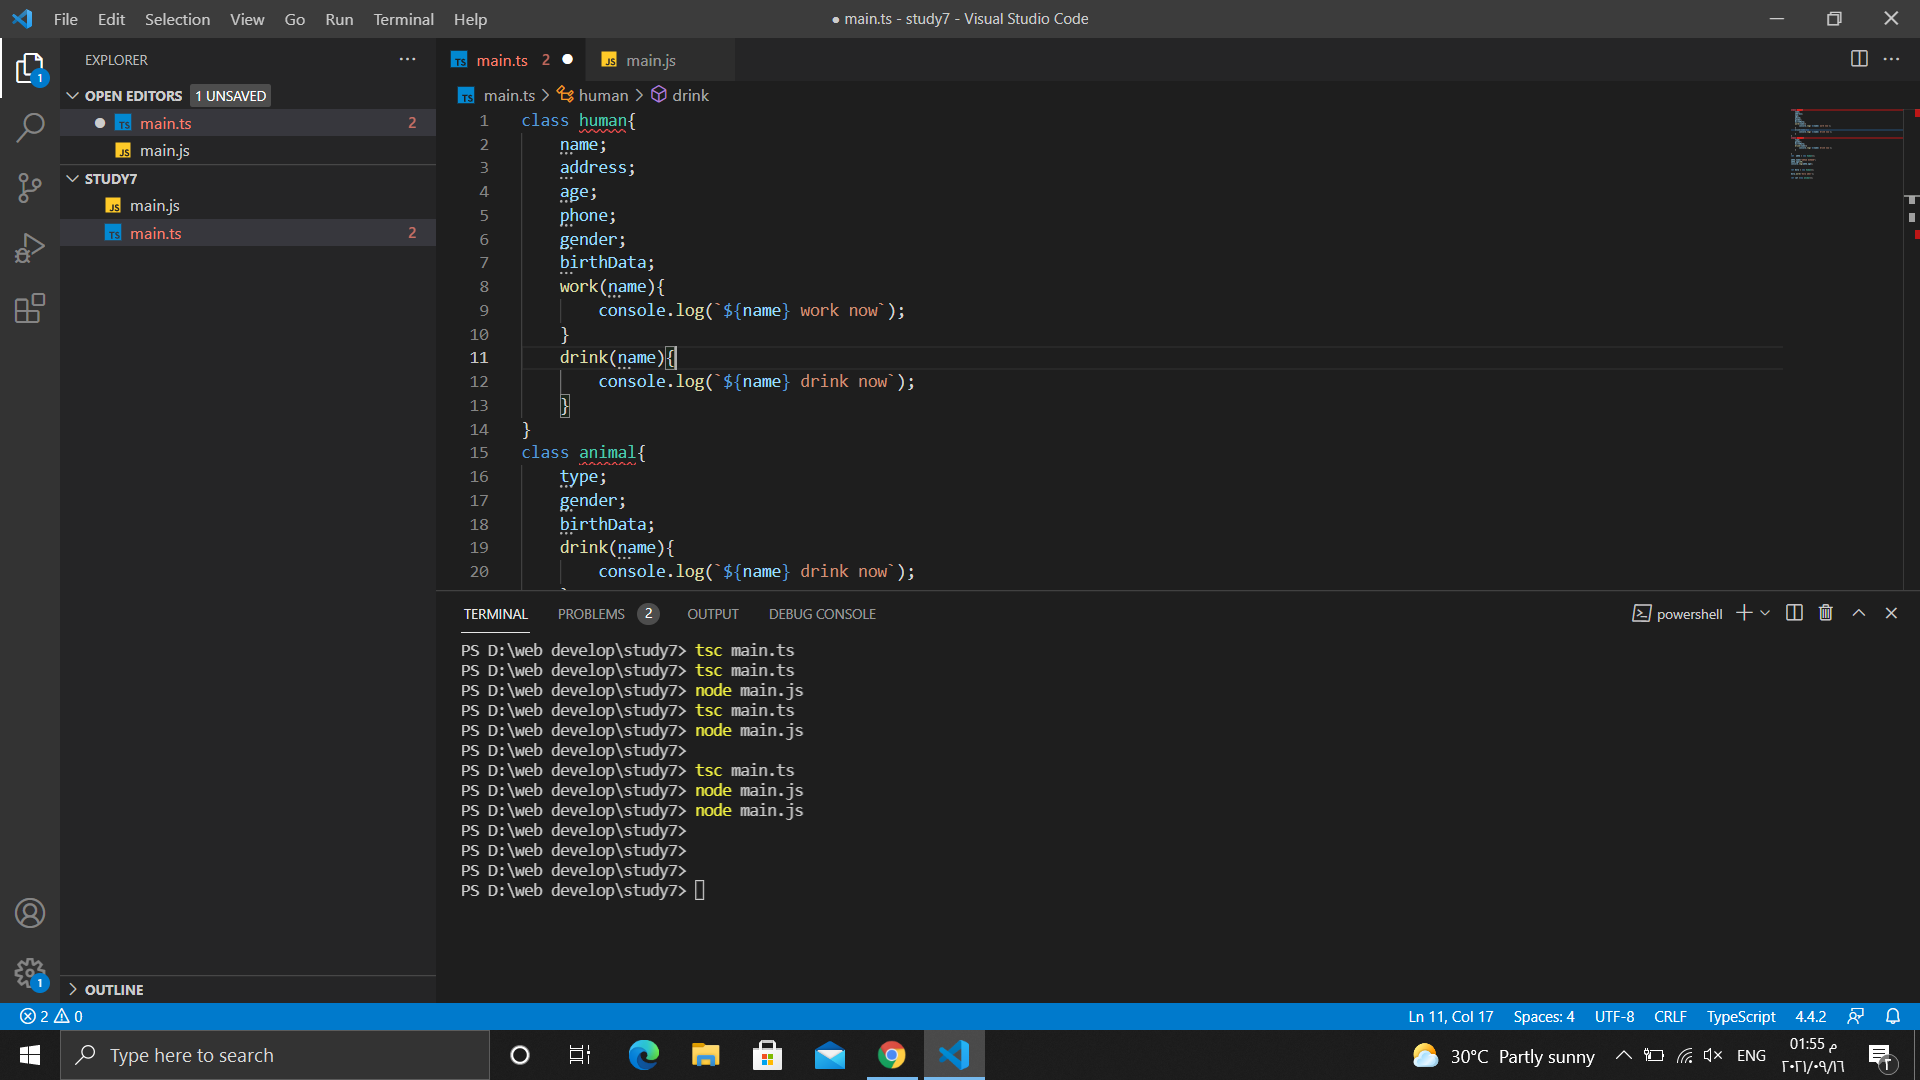 File Edit Selection View Go Run Terminal Help
● main.ts - study7 - Visual Studio Code
EXPLORER
OPEN EDITORS 1 UNSAVED
main.ts 2
main.js
STUDY7
main.js
main.ts 2
OUTLINE
main.ts 2
main.js
main.ts > human > drink
1 class human{
2 name;
3 address;
4 age;
5 phone;
6 gender;
7 birthData;
8 work(name){
9 console.log(`${name} work now`);
10 }
11 drink(name){
12 console.log(`${name} drink now`);
13 }
14 }
15 class animal{
16 type;
17 gender;
18 birthData;
19 drink(name){
20 console.log(`${name} drink now`);
TERMINAL PROBLEMS 2 OUTPUT DEBUG CONSOLE
powershell
PS D:\web develop\study7> tsc main.ts
PS D:\web develop\study7> tsc main.ts
PS D:\web develop\study7> node main.js
PS D:\web develop\study7> tsc main.ts
PS D:\web develop\study7> node main.js
PS D:\web develop\study7>
PS D:\web develop\study7> tsc main.ts
PS D:\web develop\study7> node main.js
PS D:\web develop\study7> node main.js
PS D:\web develop\study7>
PS D:\web develop\study7>
PS D:\web develop\study7>
PS D:\web develop\study7>
2 0
Ln 11, Col 17 Spaces: 4 UTF-8 CRLF TypeScript 4.4.2
Type here to search
30°C Partly sunny
ENG
01:55 م
٢٠٢١/٠٩/١٦
٢